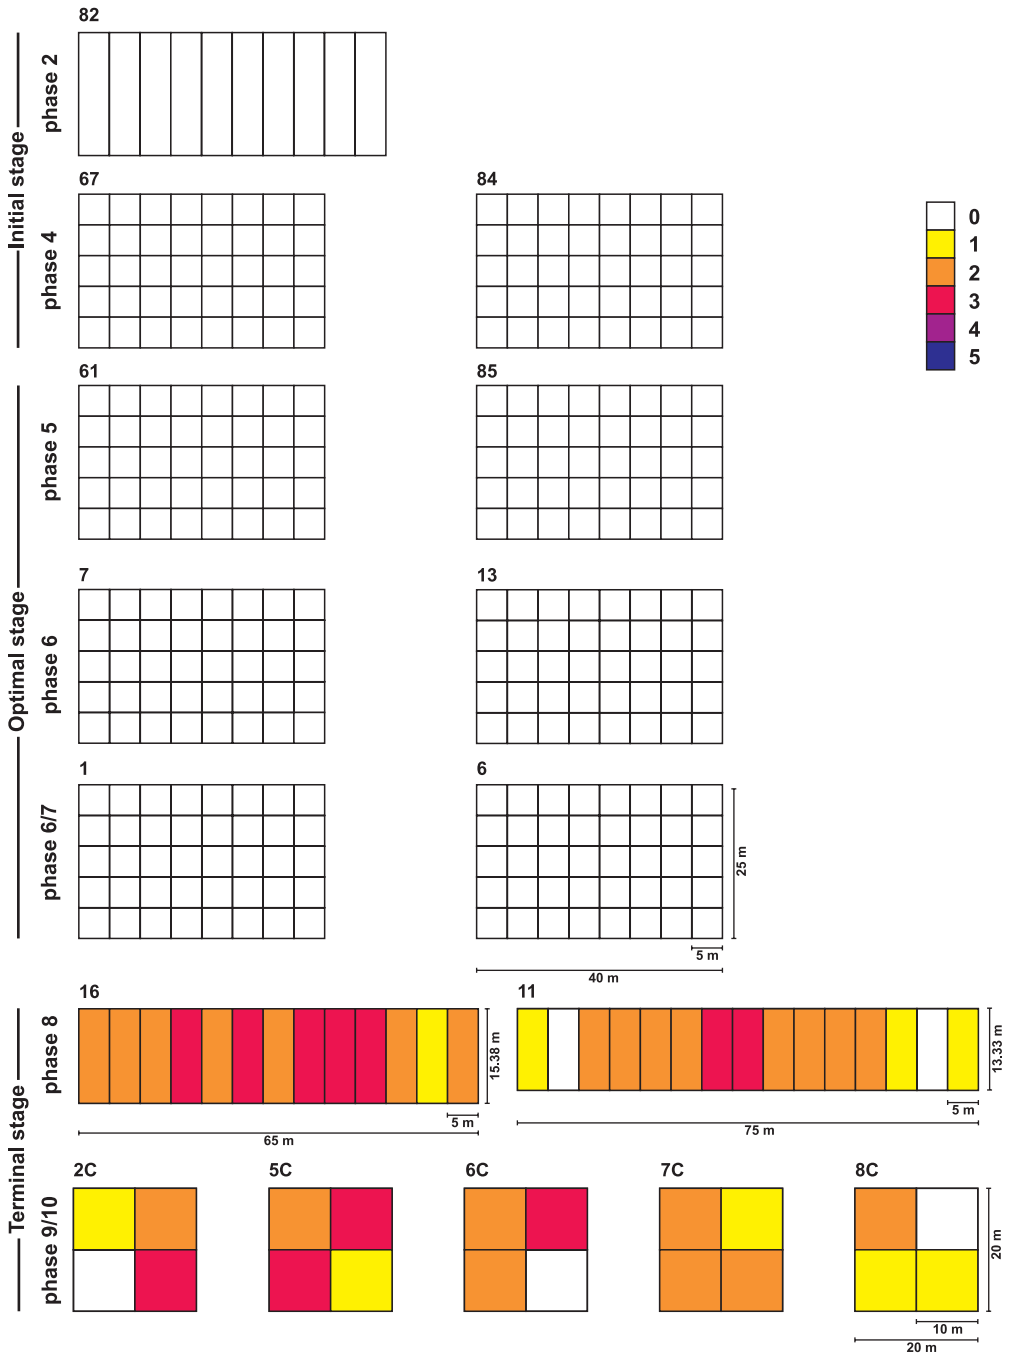 82
Initial stage
phase 2
67
84
phase 4
0
1
2
3
4
5
61
85
Optimal stage
phase 5
7
13
phase 6
1
6
phase 6/7
25 m
5 m
40 m
16
11
Terminal stage
phase 8
15.38 m
13.33 m
5 m
5 m
65 m
75 m
2C
5C
6C
7C
8C
phase 9/10
20 m
10 m
20 m